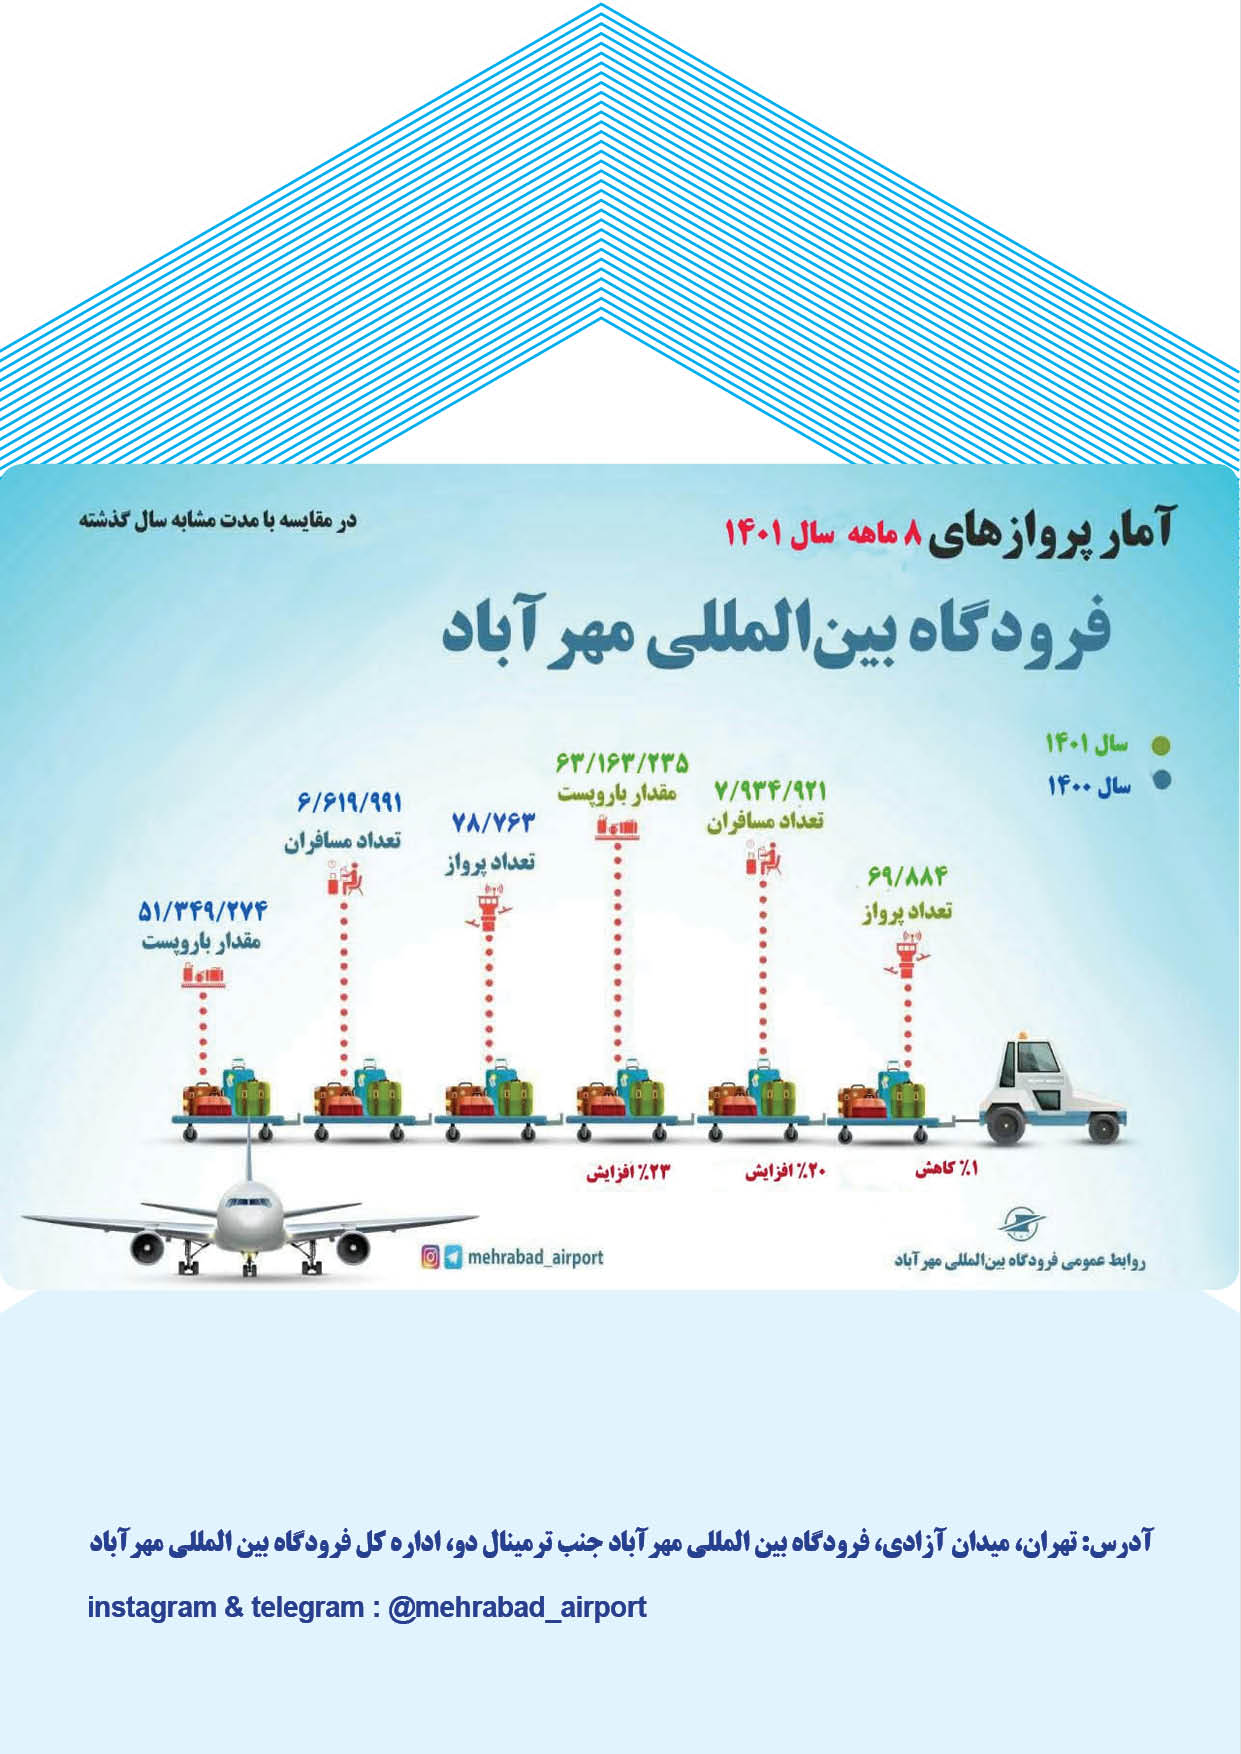 آمار پروازهای ۸ ماهه سال ۱۴۰۱
در مقایسه با مدت مشابه سال گذشته
فرودگاه بین‌المللی مهرآباد
سال ۱۴۰۱
سال ۱۴۰۰
۶۹/۸۸۴
تعداد پرواز
۷/۹۳۴/۹۲۱
تعداد مسافران
۶۳/۱۶۳/۲۳۵
مقدار باروپست
۷۸/۷۶۳
تعداد پرواز
۶/۶۱۹/۹۹۱
تعداد مسافران
۵۱/۳۴۹/۲۷۴
مقدار باروپست
۱٪ کاهش
۲۰٪ افزایش
۲۳٪ افزایش
روابط عمومی فرودگاه بین‌المللی مهرآباد
mehrabad_airport
آدرس: تهران، میدان آزادی، فرودگاه بین المللی مهرآباد جنب ترمینال دو، اداره کل فرودگاه بین المللی مهرآباد
instagram & telegram : @mehrabad_airport